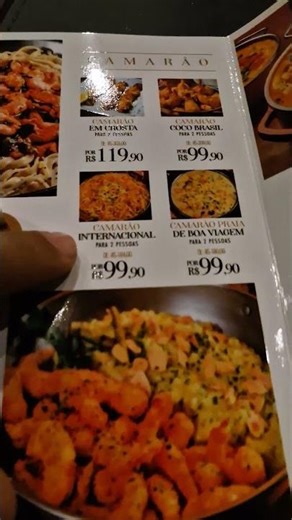 CAMARÃO
CAMARÃO
EM CROSTA
PARA 2 PESSOAS
POR
R$ 119,90
CAMARÃO
COCO BRASIL
PARA 2 PESSOAS
POR
R$ 99,90
CAMARÃO
INTERNACIONAL
PARA 2 PESSOAS
POR
R$ 99,90
CAMARÃO PRAIA
DE BOA VIAGEM
PARA 2 PESSOAS
POR
R$ 99,90